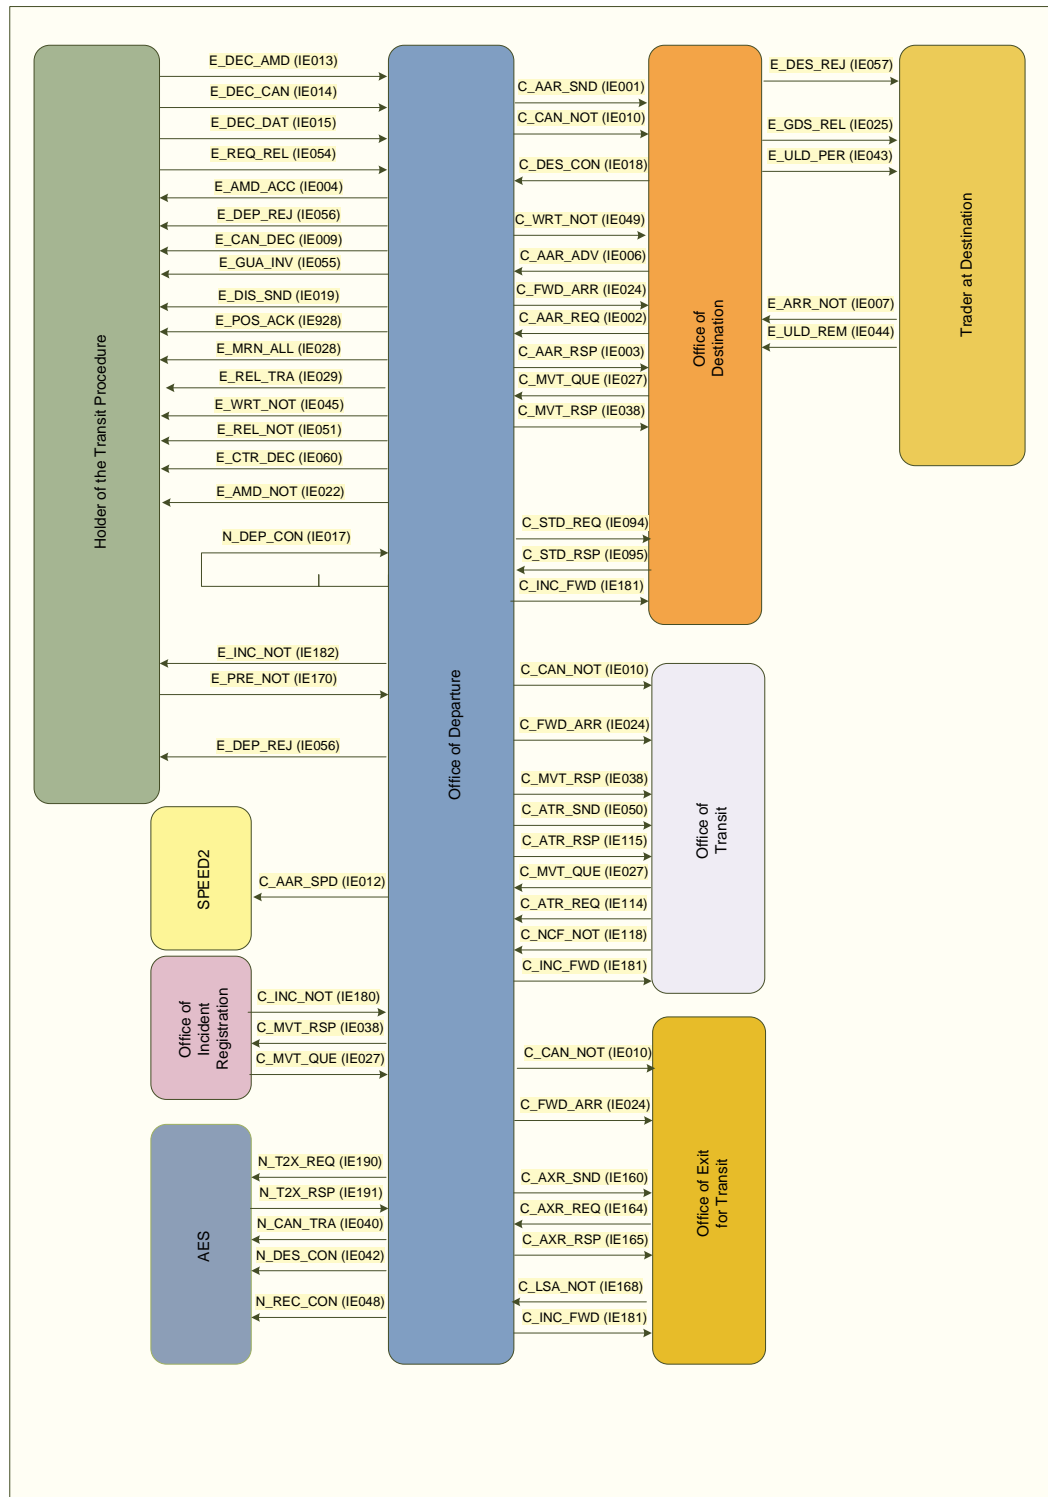 Holder of the Transit Procedure
E_DEC_AMD (IE013)
E_DEC_CAN (IE014)
E_DEC_DAT (IE015)
E_REQ_REL (IE054)
E_AMD_ACC (IE004)
E_DEP_REJ (IE056)
E_CAN_DEC (IE009)
E_GUA_INV (IE055)
E_DIS_SND (IE019)
E_POS_ACK (IE928)
E_MRN_ALL (IE028)
E_REL_TRA (IE029)
E_WRT_NOT (IE045)
E_REL_NOT (IE051)
E_CTR_DEC (IE060)
E_AMD_NOT (IE022)
N_DEP_CON (IE017)
E_INC_NOT (IE182)
E_PRE_NOT (IE170)
E_DEP_REJ (IE056)
SPEED2
C_AAR_SPD (IE012)
Office of
Incident
Registration
C_INC_NOT (IE180)
C_MVT_RSP (IE038)
C_MVT_QUE (IE027)
AES
N_T2X_REQ (IE190)
N_T2X_RSP (IE191)
N_CAN_TRA (IE040)
N_DES_CON (IE042)
N_REC_CON (IE048)
Office of Departure
C_AAR_SND (IE001)
C_CAN_NOT (IE010)
C_DES_CON (IE018)
C_WRT_NOT (IE049)
C_AAR_ADV (IE006)
C_FWD_ARR (IE024)
C_AAR_REQ (IE002)
C_AAR_RSP (IE003)
C_MVT_QUE (IE027)
C_MVT_RSP (IE038)
C_STD_REQ (IE094)
C_STD_RSP (IE095)
C_INC_FWD (IE181)
Office of
Destination
E_DES_REJ (IE057)
E_GDS_REL (IE025)
E_ULD_PER (IE043)
E_ARR_NOT (IE007)
E_ULD_REM (IE044)
Trader at Destination
C_CAN_NOT (IE010)
C_FWD_ARR (IE024)
C_MVT_RSP (IE038)
C_ATR_SND (IE050)
C_ATR_RSP (IE115)
C_MVT_QUE (IE027)
C_ATR_REQ (IE114)
C_NCF_NOT (IE118)
C_INC_FWD (IE181)
Office of
Transit
C_CAN_NOT (IE010)
C_FWD_ARR (IE024)
C_AXR_SND (IE160)
C_AXR_REQ (IE164)
C_AXR_RSP (IE165)
C_LSA_NOT (IE168)
C_INC_FWD (IE181)
Office of Exit
for Transit